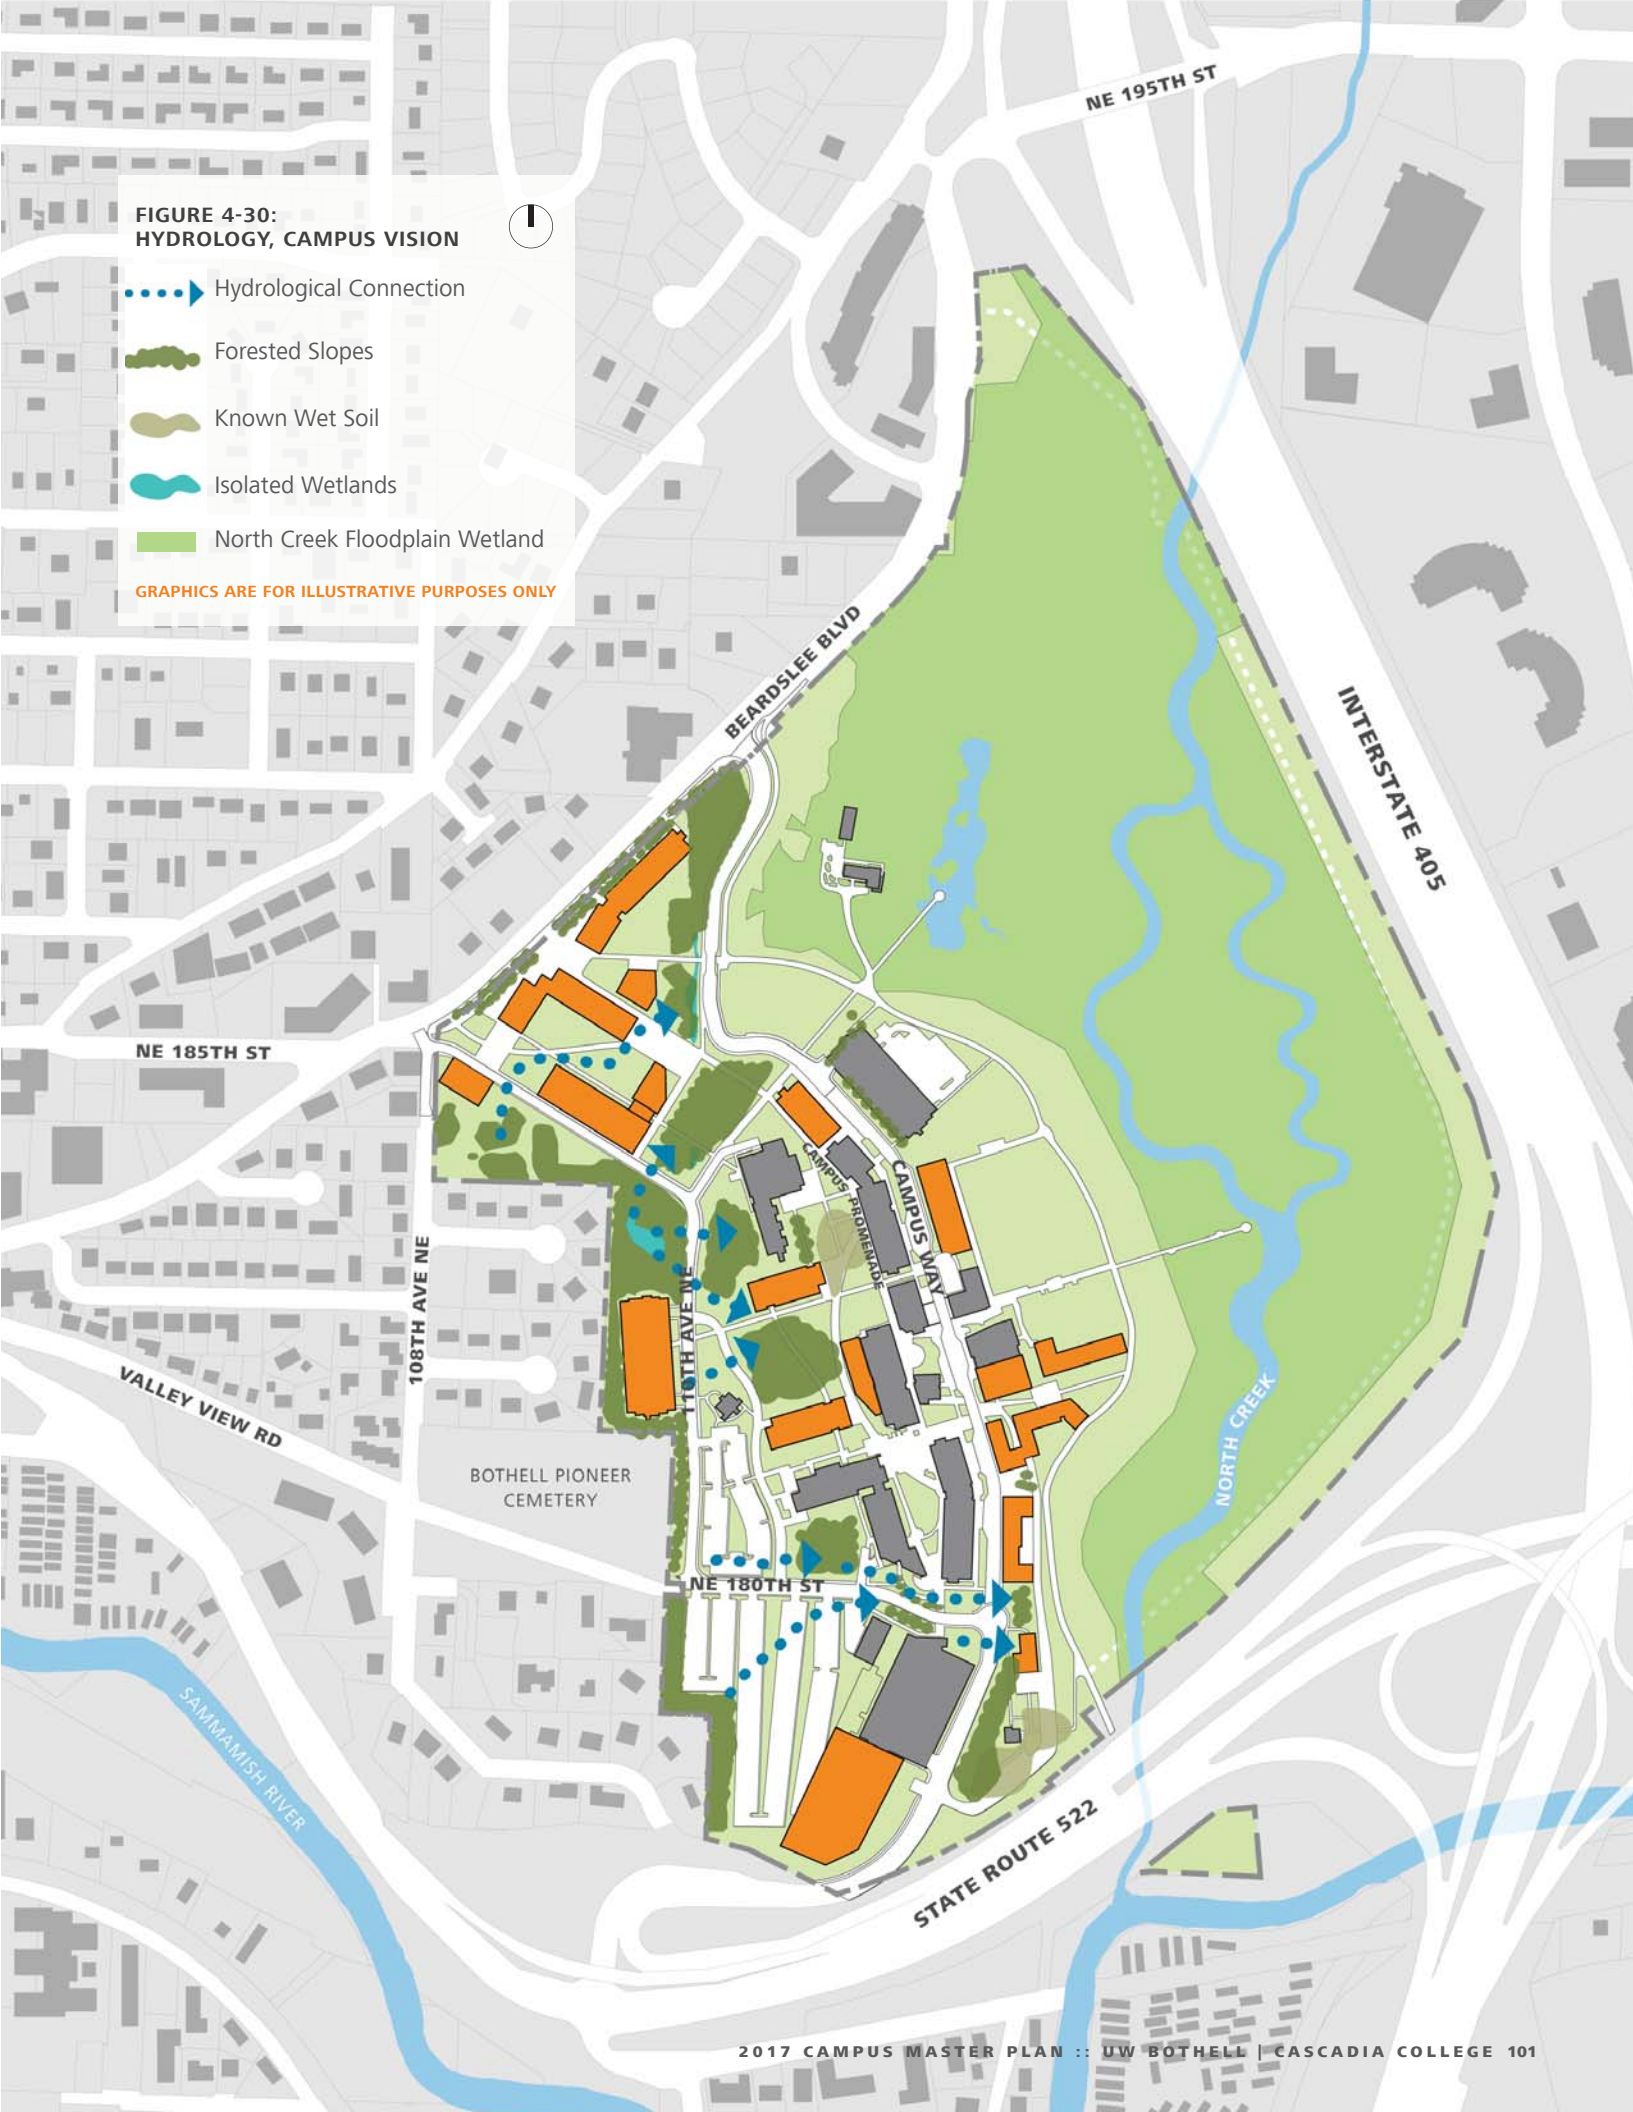 NE 195TH ST
FIGURE 4-30:
HYDROLOGY, CAMPUS VISION
Hydrological Connection
Forested Slopes
Known Wet Soil
Isolated Wetlands
North Creek Floodplain Wetland
GRAPHICS ARE FOR ILLUSTRATIVE PURPOSES ONLY
BEARDSLEE BLVD
INTERSTATE 405
NE 185TH ST
CAMPUS PROMENADE
CAMPUS WAY
108TH AVE NE
110TH AVE NE
VALLEY VIEW RD
NORTH CREEK
BOTHELL PIONEER
CEMETERY
NE 180TH ST
SAMMAMISH RIVER
STATE ROUTE 522
2017 CAMPUS MASTER PLAN :: UW BOTHELL | CASCADIA COLLEGE 101